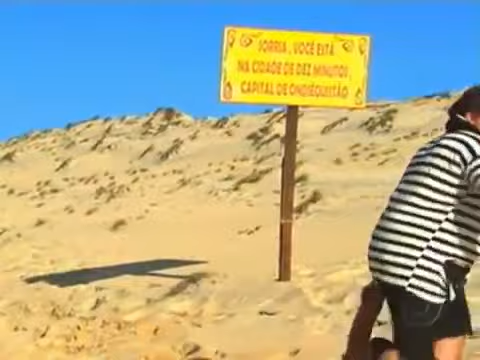 SORRIA, VOCÊ ESTÁ
NA CIDADE DE DEZ MINUTOS,
CAPITAL DE ONDIEQUISTÃO